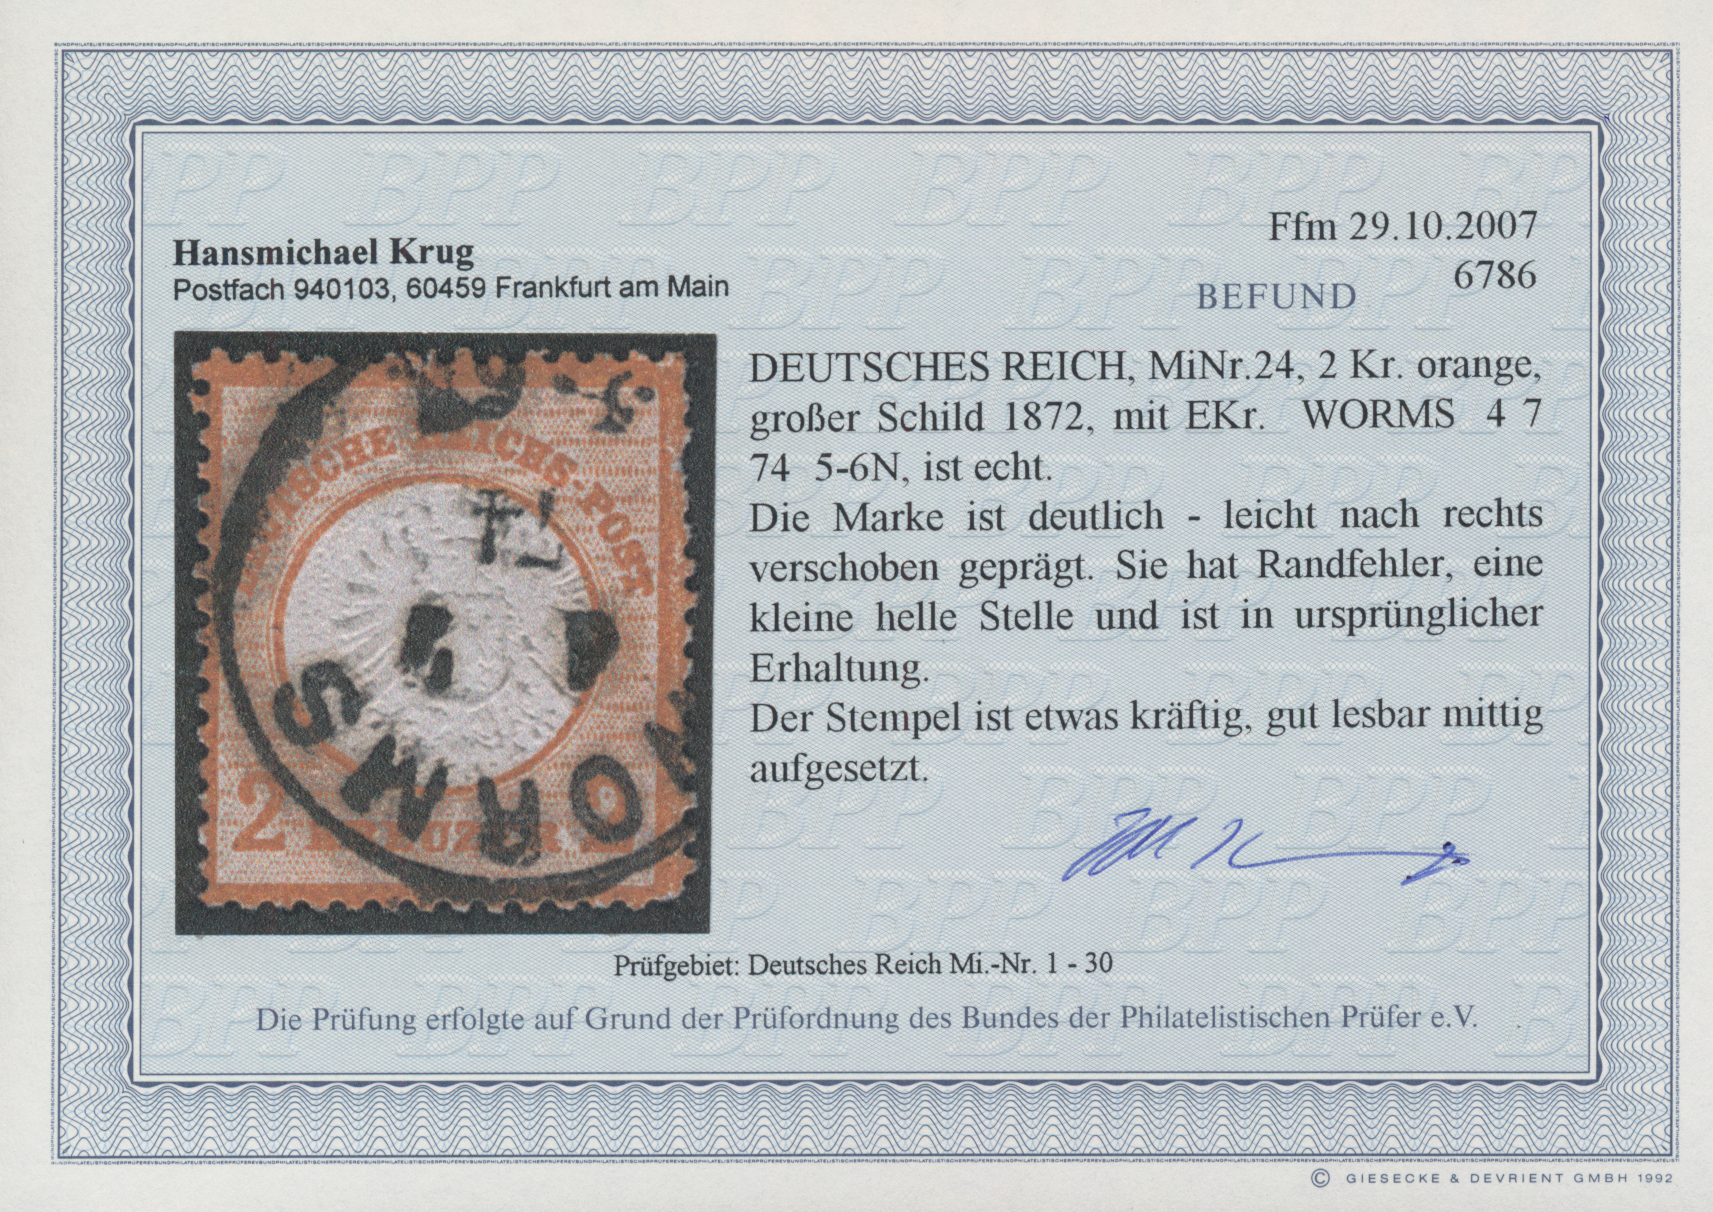 Hansmichael Krug
Postfach 940103, 60459 Frankfurt am Main
Ffm 29.10.2007
6786
BEFUND
DEUTSCHES REICH, MiNr.24, 2 Kr. orange,
großer Schild 1872, mit EKr. WORMS 4 7
74 5-6N, ist echt.
Die Marke ist deutlich - leicht nach rechts
verschoben geprägt. Sie hat Randfehler, eine
kleine helle Stelle und ist in ursprünglicher
Erhaltung.
Der Stempel ist etwas kräftig, gut lesbar mittig
aufgesetzt.
DEUTSCHE REICHS-POST
WORMS
2 KREUZER 2
Prüfgebiet: Deutsches Reich Mi.-Nr. 1 - 30
Die Prüfung erfolgte auf Grund der Prüfordnung des Bundes der Philatelistischen Prüfer e.V.
© GIESECKE & DEVRIENT GMBH 1992